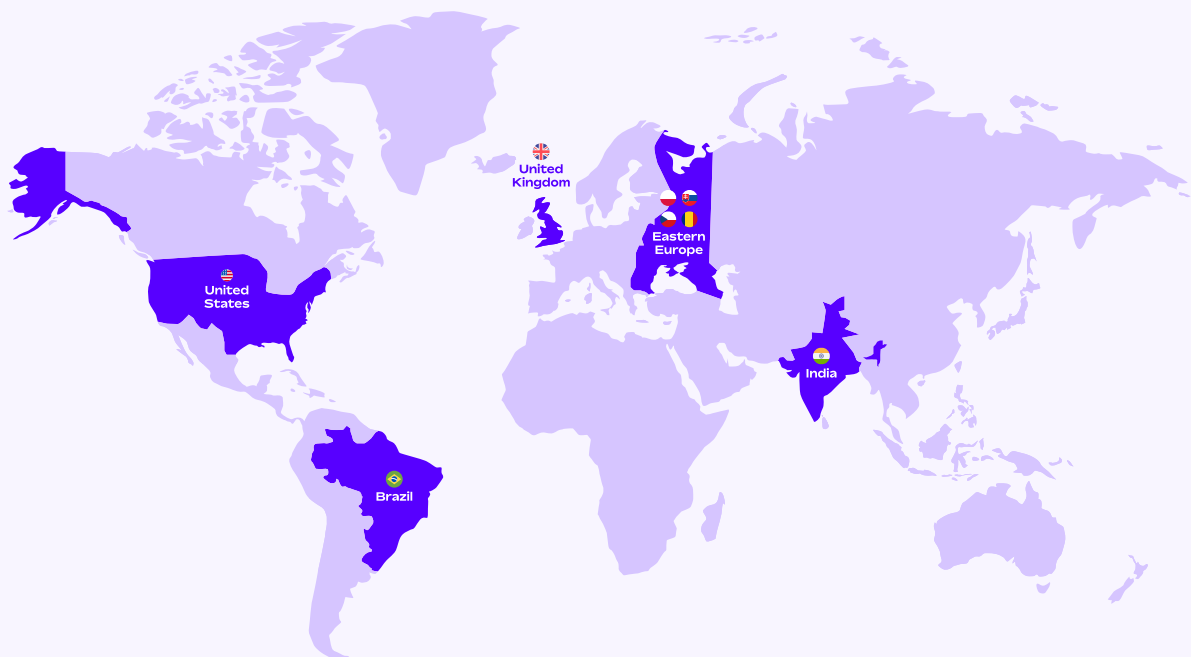 United
Kingdom
Eastern
Europe
United
States
India
Brazil